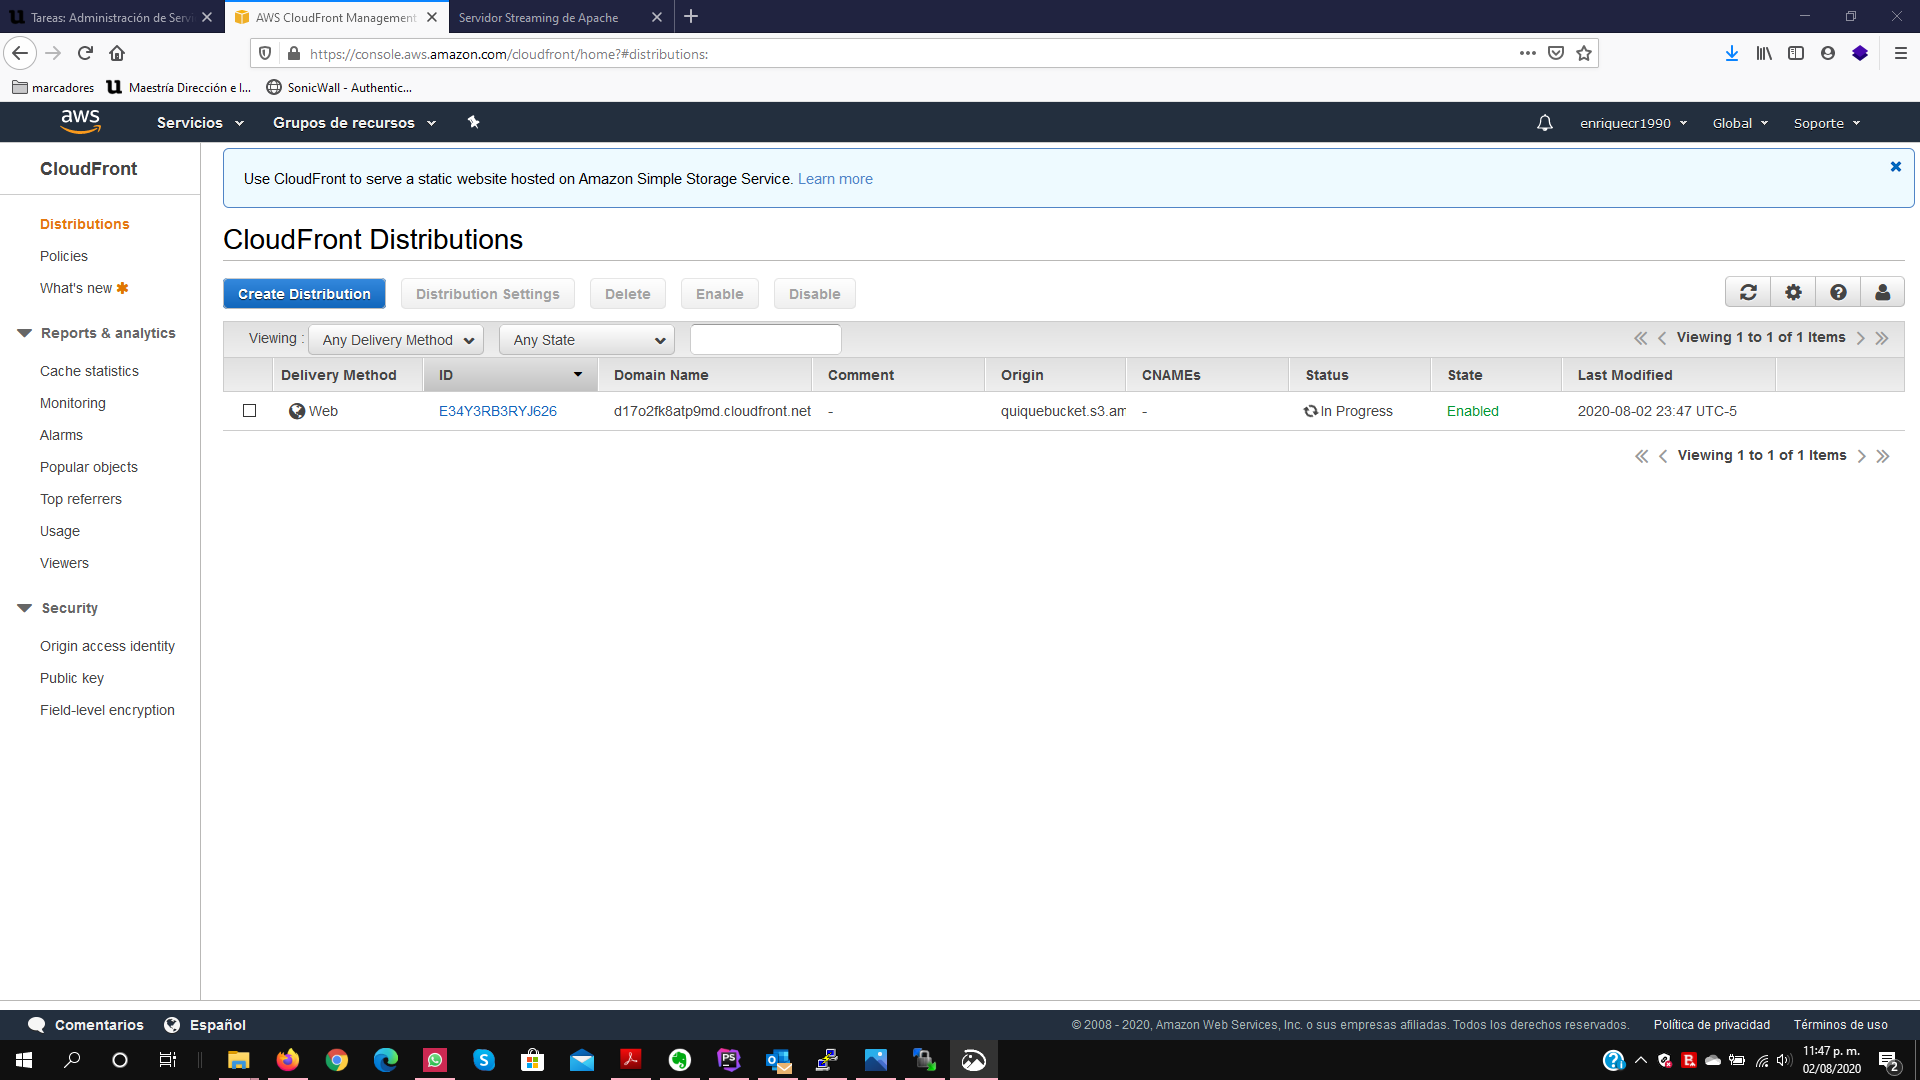 Tareas: Administración de Servi
AWS CloudFront Management
Servidor Streaming de Apache
https://console.aws.amazon.com/cloudfront/home?#distributions:
marcadores
Maestría Dirección e I...
SonicWall - Authentic...
aws
Servicios
Grupos de recursos
enriquecr1990
Global
Soporte
CloudFront
Distributions
Policies
What's new
Reports & analytics
Cache statistics
Monitoring
Alarms
Popular objects
Top referrers
Usage
Viewers
Security
Origin access identity
Public key
Field-level encryption
Use CloudFront to serve a static website hosted on Amazon Simple Storage Service. Learn more
CloudFront Distributions
Create Distribution
Distribution Settings
Delete
Enable
Disable
Viewing :
Any Delivery Method
Any State
Viewing 1 to 1 of 1 Items
Delivery Method
ID
Domain Name
Comment
Origin
CNAMEs
Status
State
Last Modified
Web
E34Y3RB3RYJ626
d17o2fk8atp9md.cloudfront.net
-
quiquebucket.s3.am
-
In Progress
Enabled
2020-08-02 23:47 UTC-5
Viewing 1 to 1 of 1 Items
Comentarios
Español
© 2008 - 2020, Amazon Web Services, Inc. o sus empresas afiliadas. Todos los derechos reservados.
Política de privacidad
Términos de uso
11:47 p. m.
02/08/2020
2